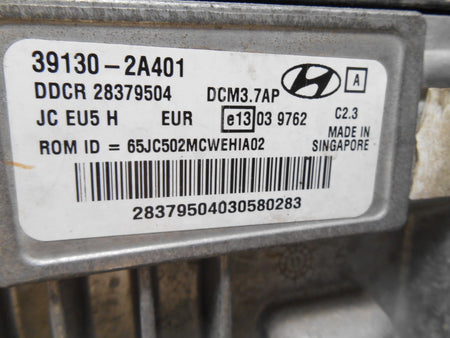 39130-2A401
DDCR 28379504 DCM3.7AP A
JC EU5 H EUR e13 03 9762 C2.3
ROM ID = 65JC502MCWEHIA02 MADE IN SINGAPORE
28379504030580283